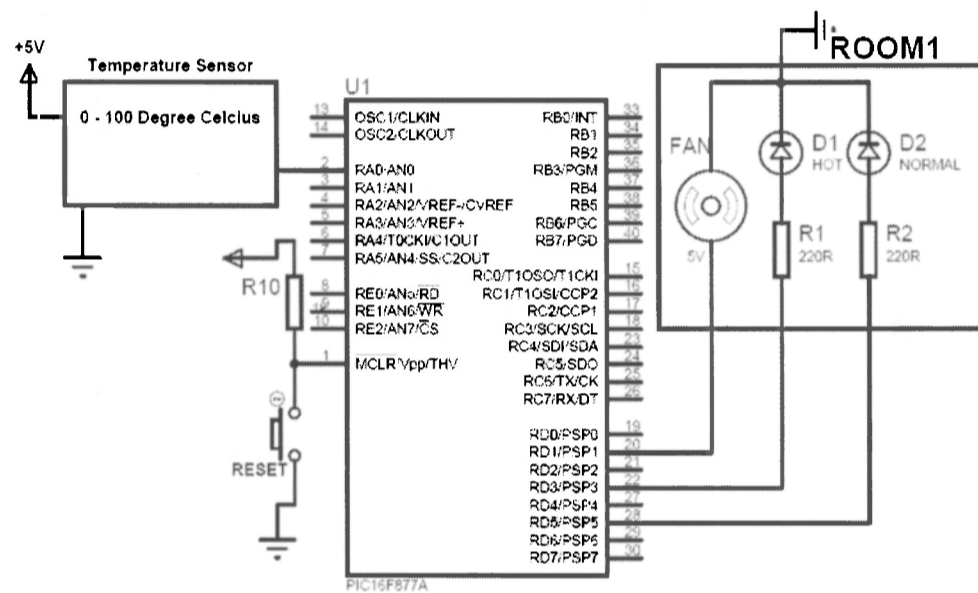 +5V
Temperature Sensor
0 - 100 Degree Celcius
U1
13 OSC1/CLKIN
14 OSC2/CLKOUT
2 RA0/AN0
3 RA1/AN1
4 RA2/AN2/VREF-/CVREF
5 RA3/AN3/VREF+
6 RA4/T0CKI/C1OUT
7 RA5/AN4/SS/C2OUT
8 RE0/AN5/RD
9 RE1/AN6/WR
10 RE2/AN7/CS
1 MCLR/Vpp/THV
RB0/INT 33
RB1 34
RB2 35
RB3/PGM 36
RB4 37
RB5 38
RB6/PGC 39
RB7/PGD 40
RC0/T1OSO/T1CKI 15
RC1/T1OSI/CCP2 16
RC2/CCP1 17
RC3/SCK/SCL 18
RC4/SDI/SDA 23
RC5/SDO 24
RC6/TX/CK 25
RC7/RX/DT 26
RD0/PSP0 19
RD1/PSP1 20
RD2/PSP2 21
RD3/PSP3 22
RD4/PSP4 27
RD5/PSP5 28
RD6/PSP6 29
RD7/PSP7 30
PIC16F877A
R10
RESET
ROOM1
FAN
5V
D1
HOT
D2
NORMAL
R1
220R
R2
220R